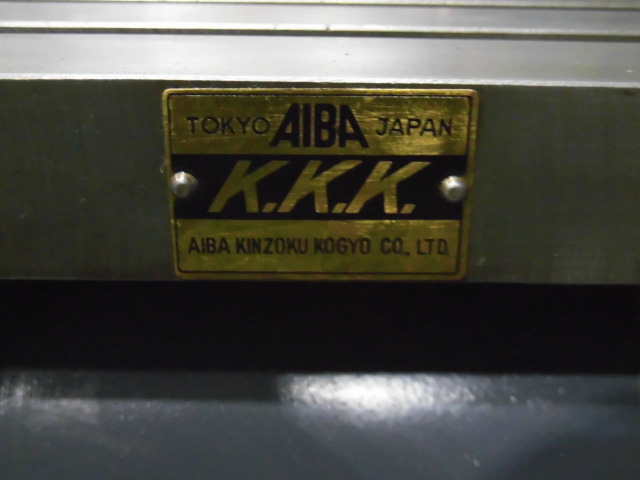 TOKYO AIBA JAPAN
K.K.K.
AIBA KINZOKU KOGYO CO., LTD.